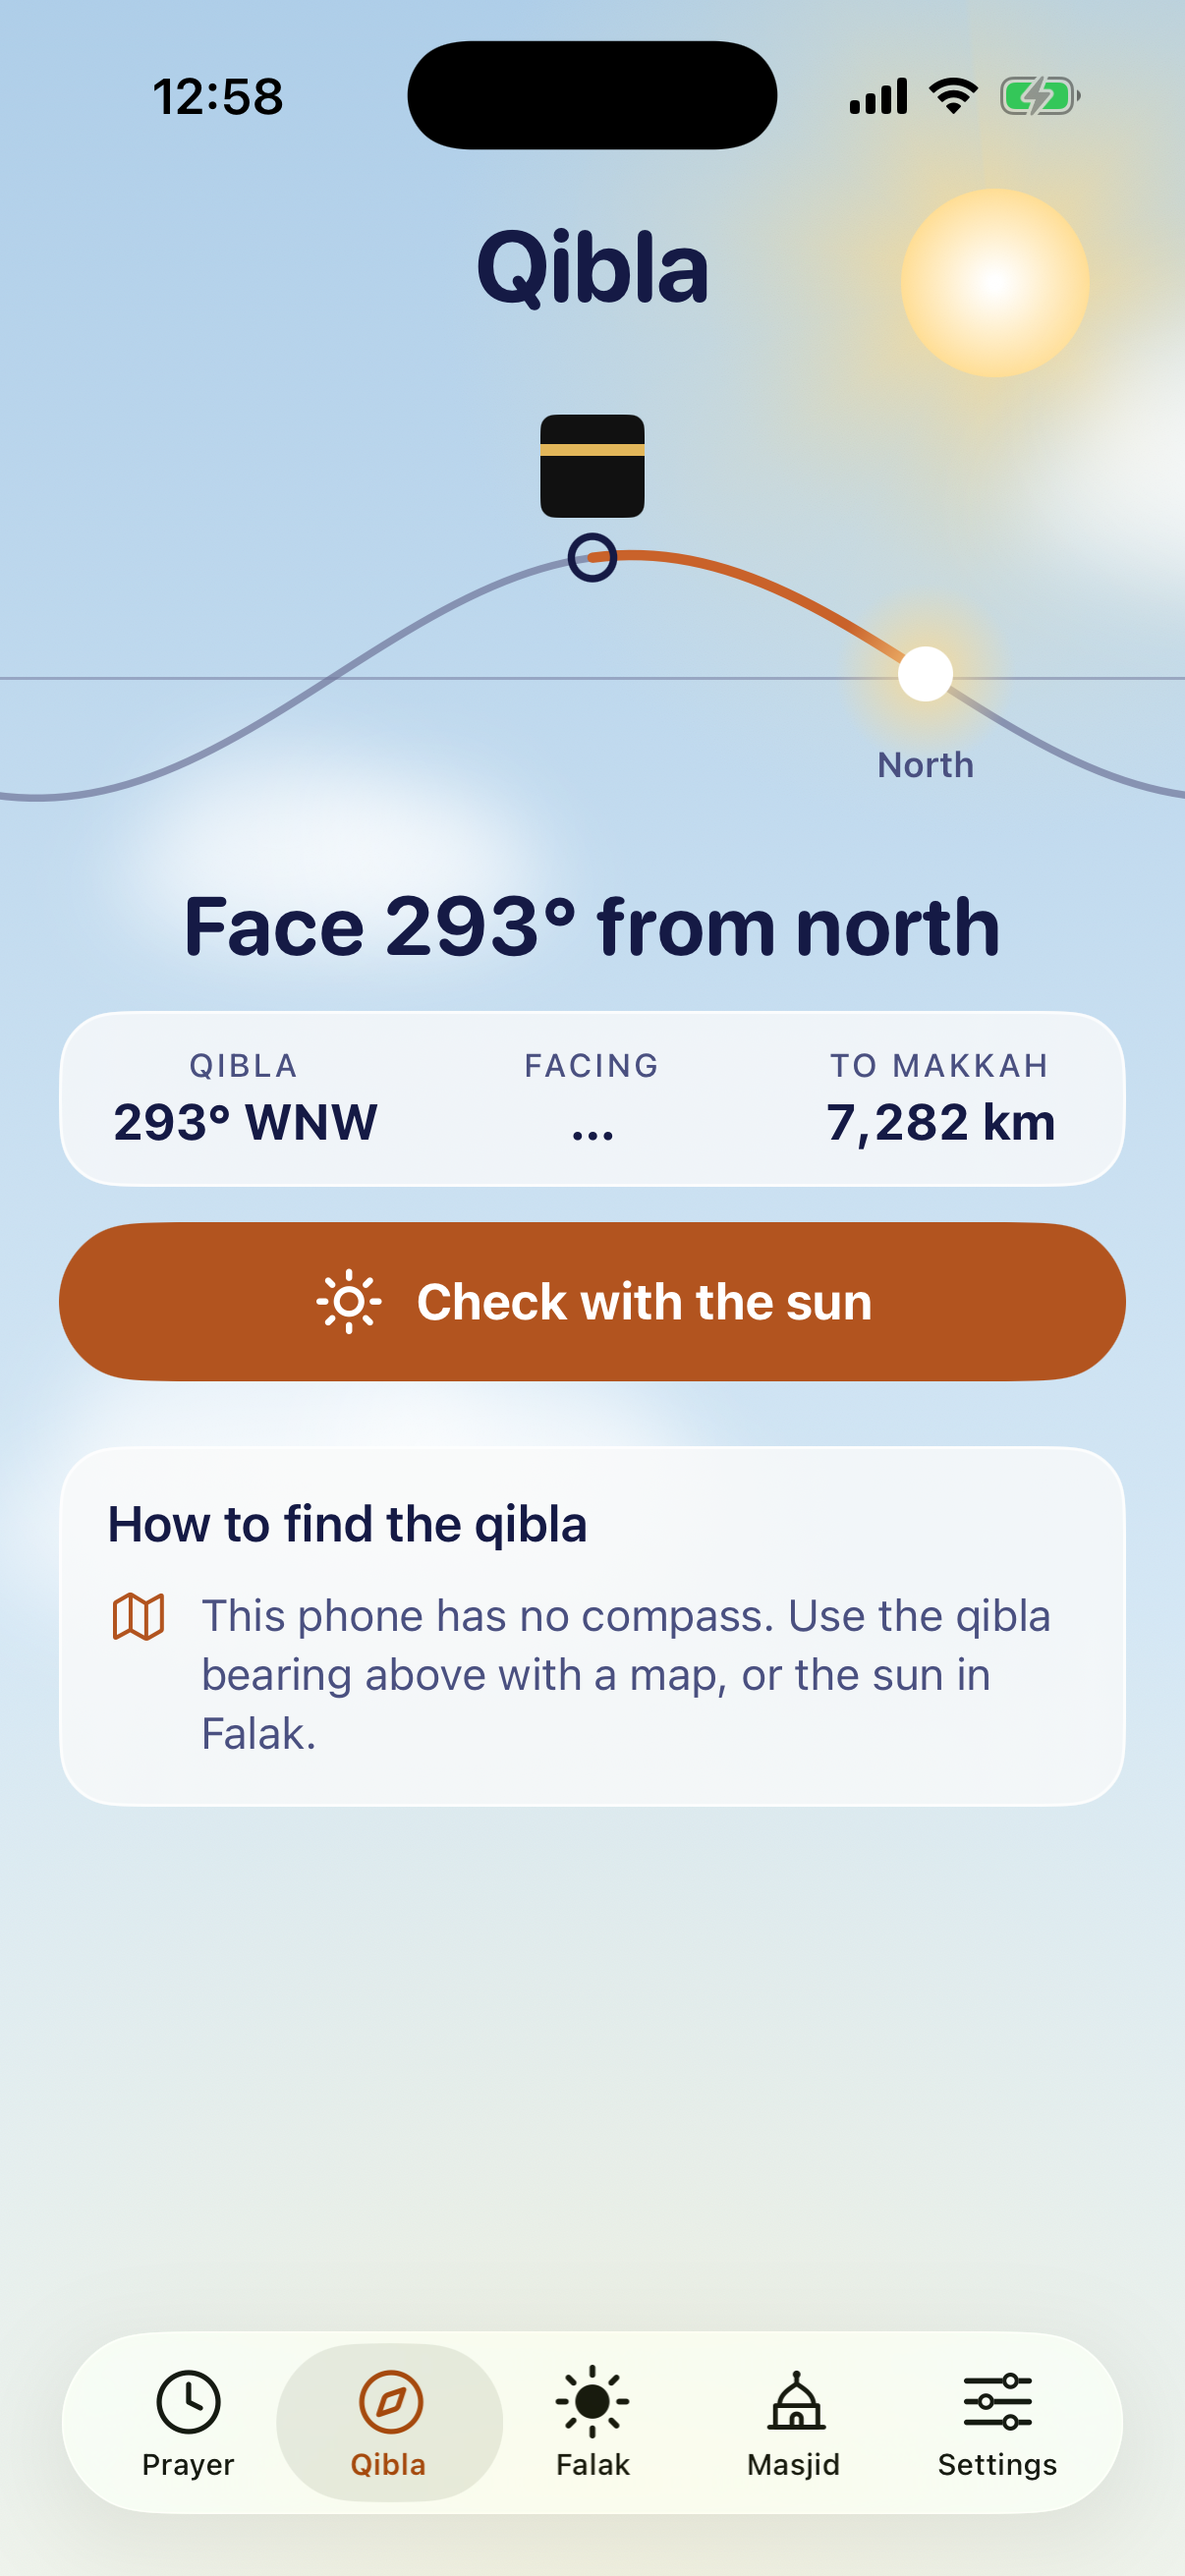 12:58
Qibla
North
Face 293° from north
QIBLA FACING TO MAKKAH
293° WNW ... 7,282 km
Check with the sun
How to find the qibla
This phone has no compass. Use the qibla
bearing above with a map, or the sun in
Falak.
Prayer Qibla Falak Masjid Settings